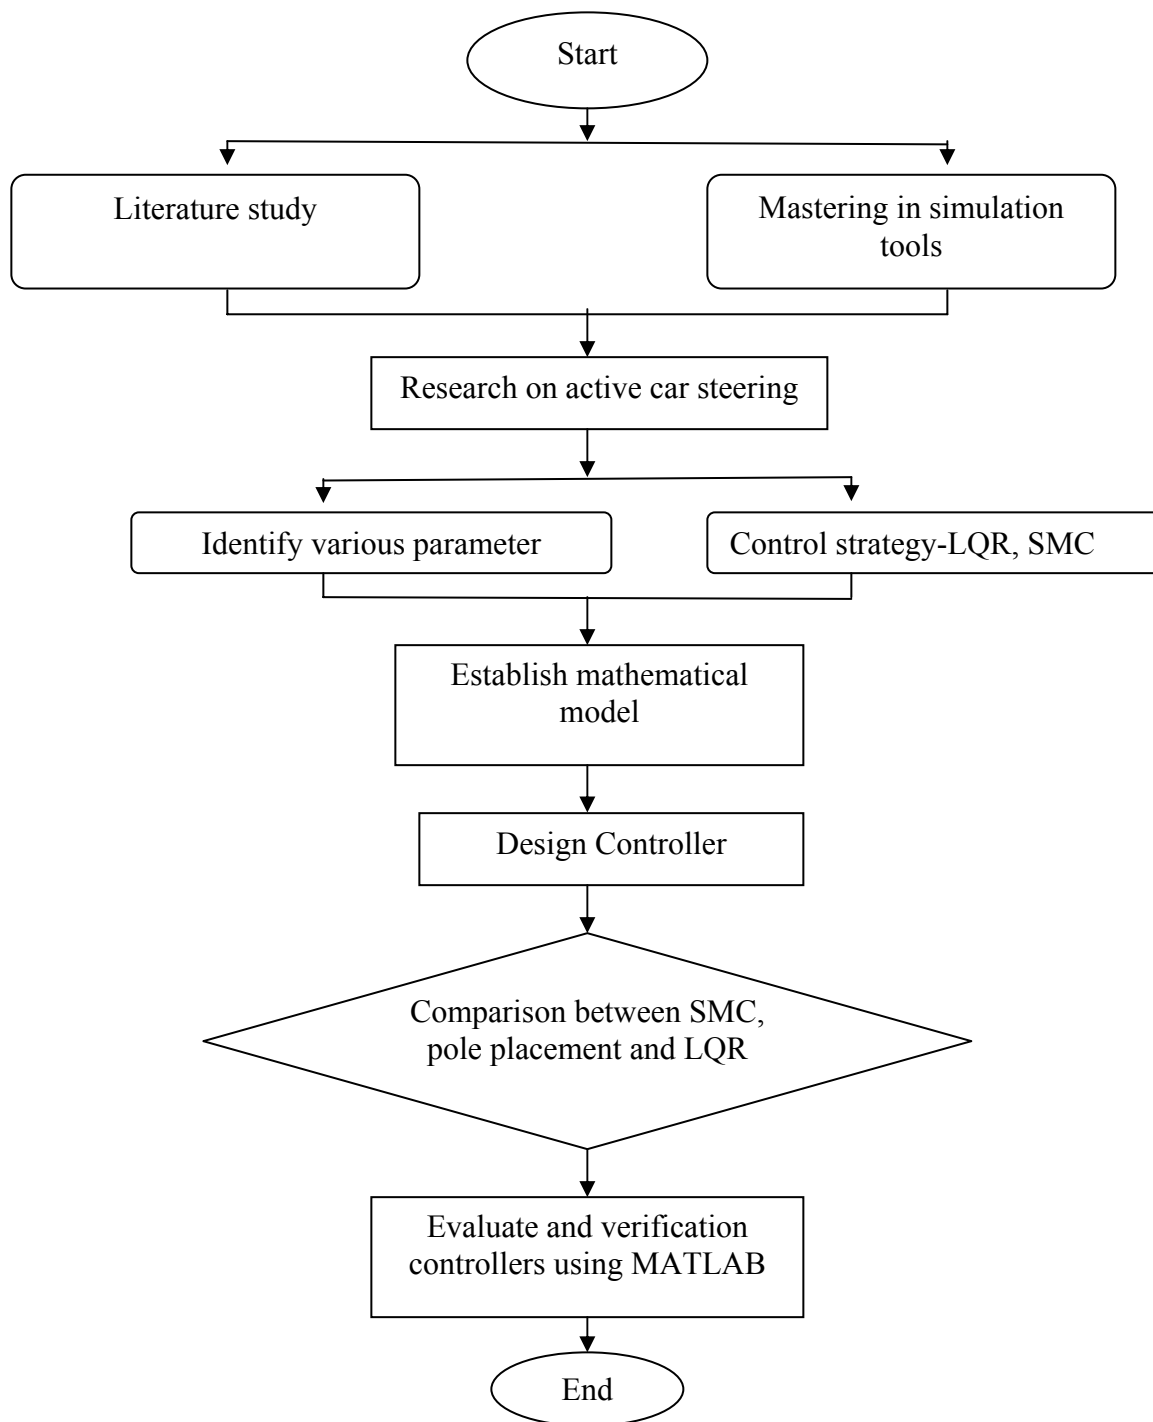 Start
Literature study
Mastering in simulation
tools
Research on active car steering
Identify various parameter
Control strategy-LQR, SMC
Establish mathematical
model
Design Controller
Comparison between SMC,
pole placement and LQR
Evaluate and verification
controllers using MATLAB
End